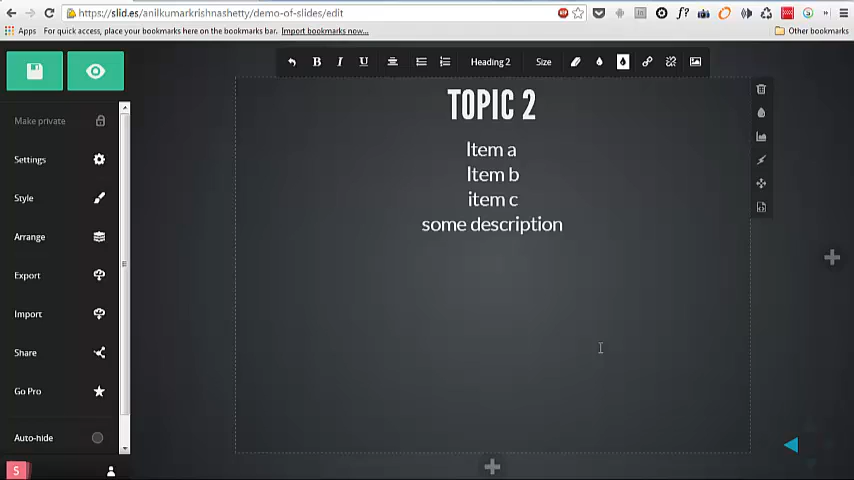 https://slid.es/anilkumarkrishnashetty/demo-of-slides/edit
Apps
For quick access, place your bookmarks here on the bookmarks bar.
Import bookmarks now...
Other bookmarks
B I U
Heading 2
Size
TOPIC 2
Item a
Item b
item c
some description
Make private
Settings
Style
Arrange
Export
Import
Share
Go Pro
Auto-hide
S